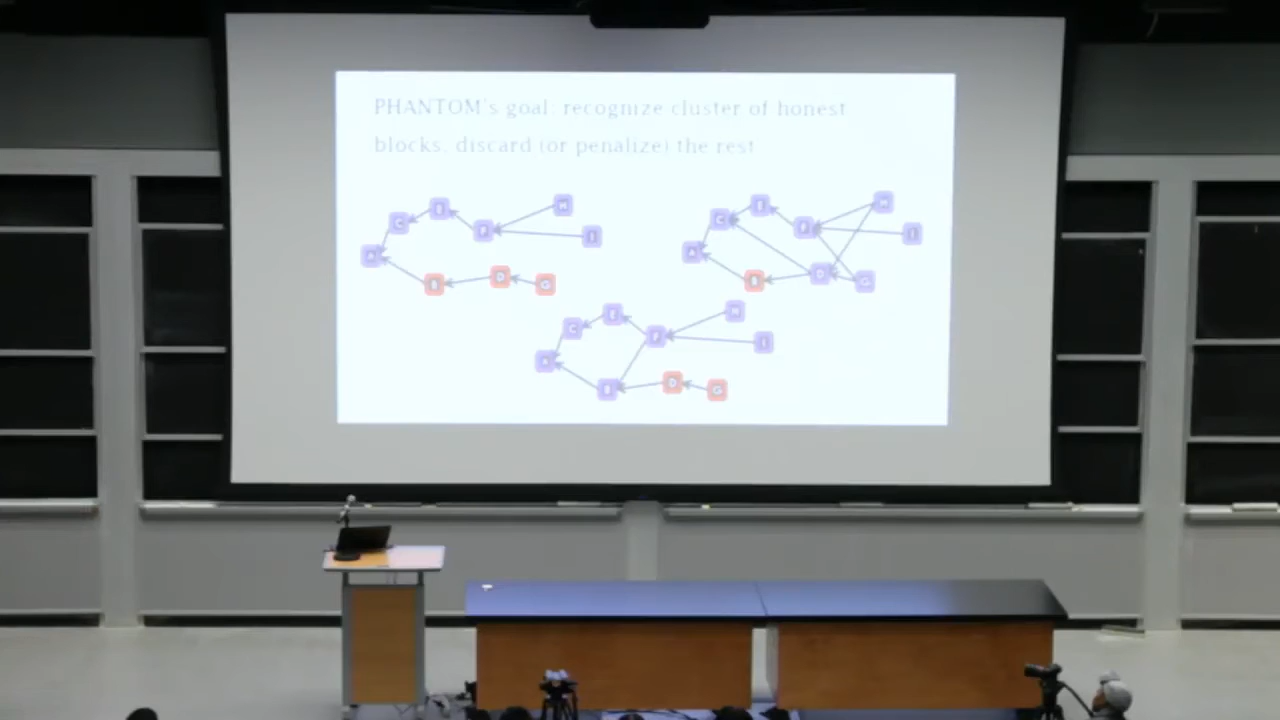 PHANTOM's goal: recognize cluster of honest
blocks, discard (or penalize) the rest
E
H
C
F
I
A
B
D
G
E
H
C
F
I
A
B
D
G
E
H
C
F
I
A
B
D
G